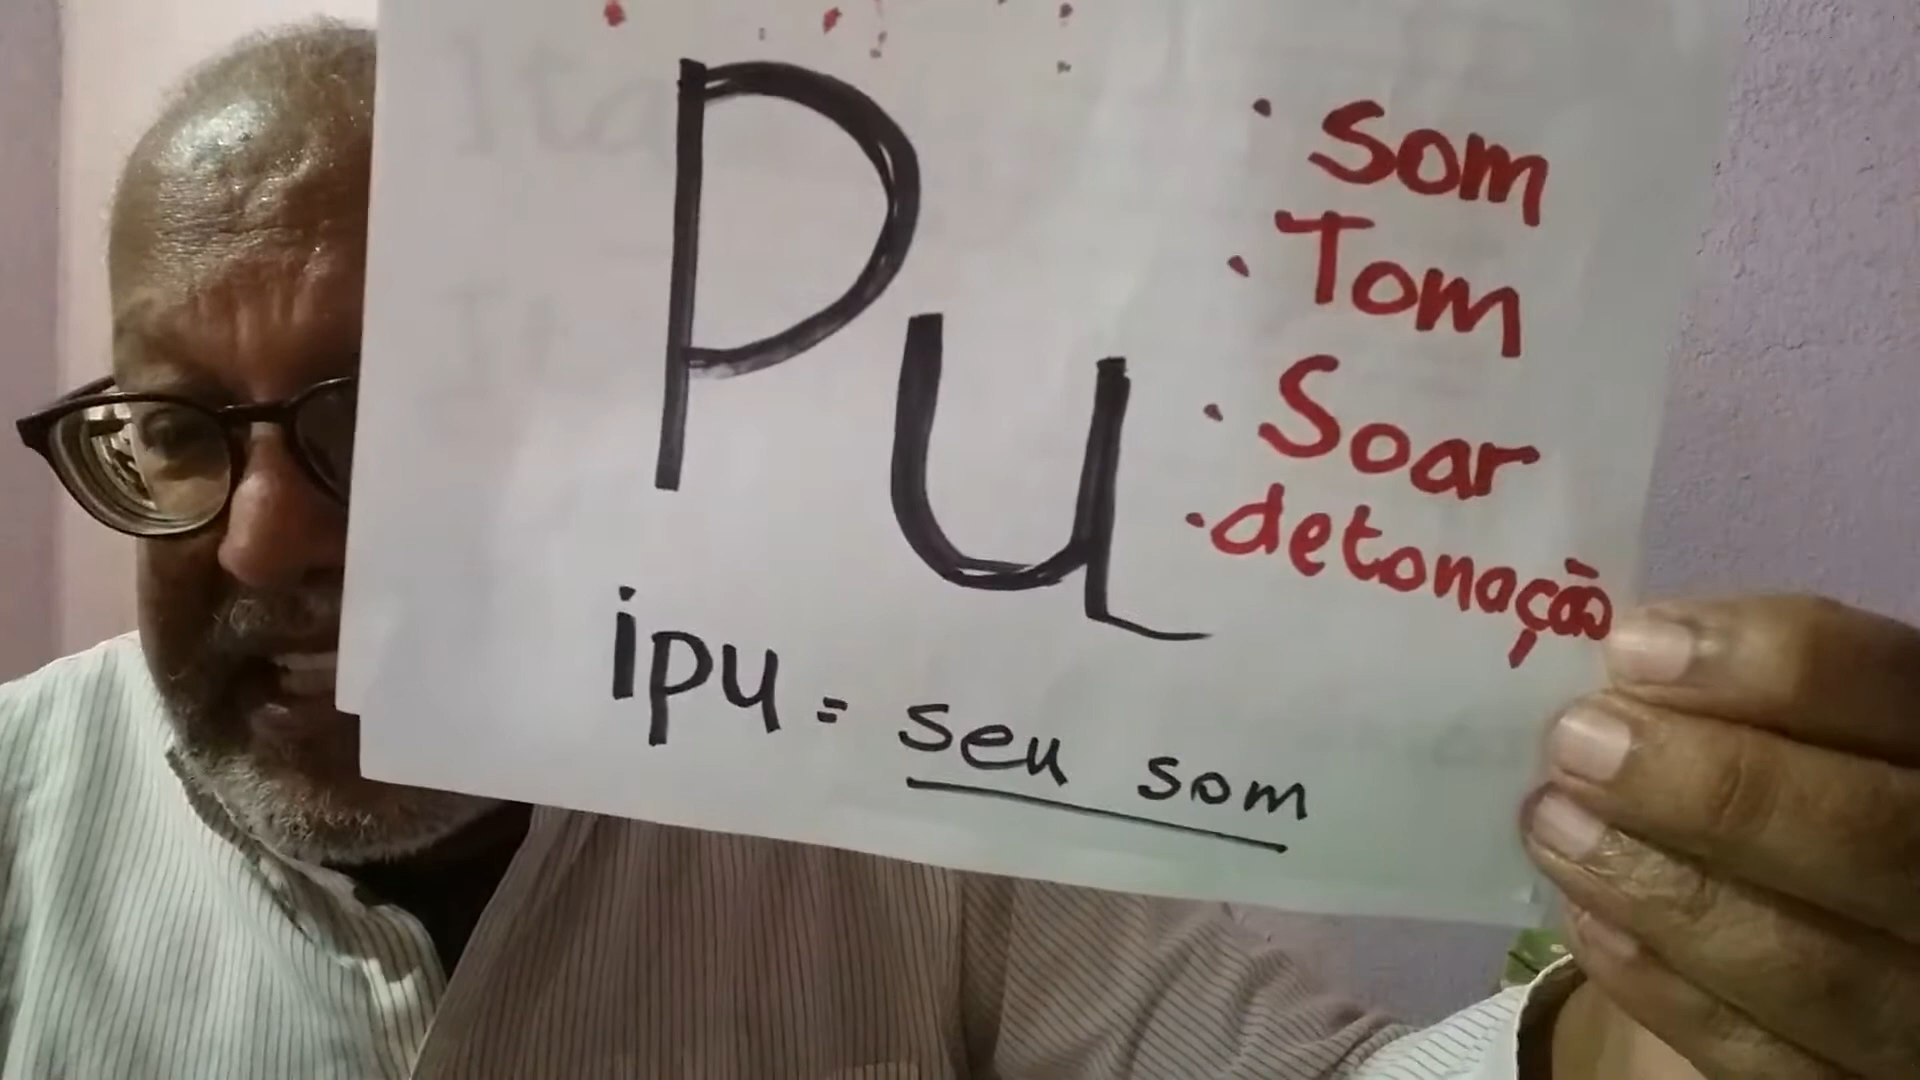 Pu
• Som
• Tom
• Soar
• detonação
ipu = seu som